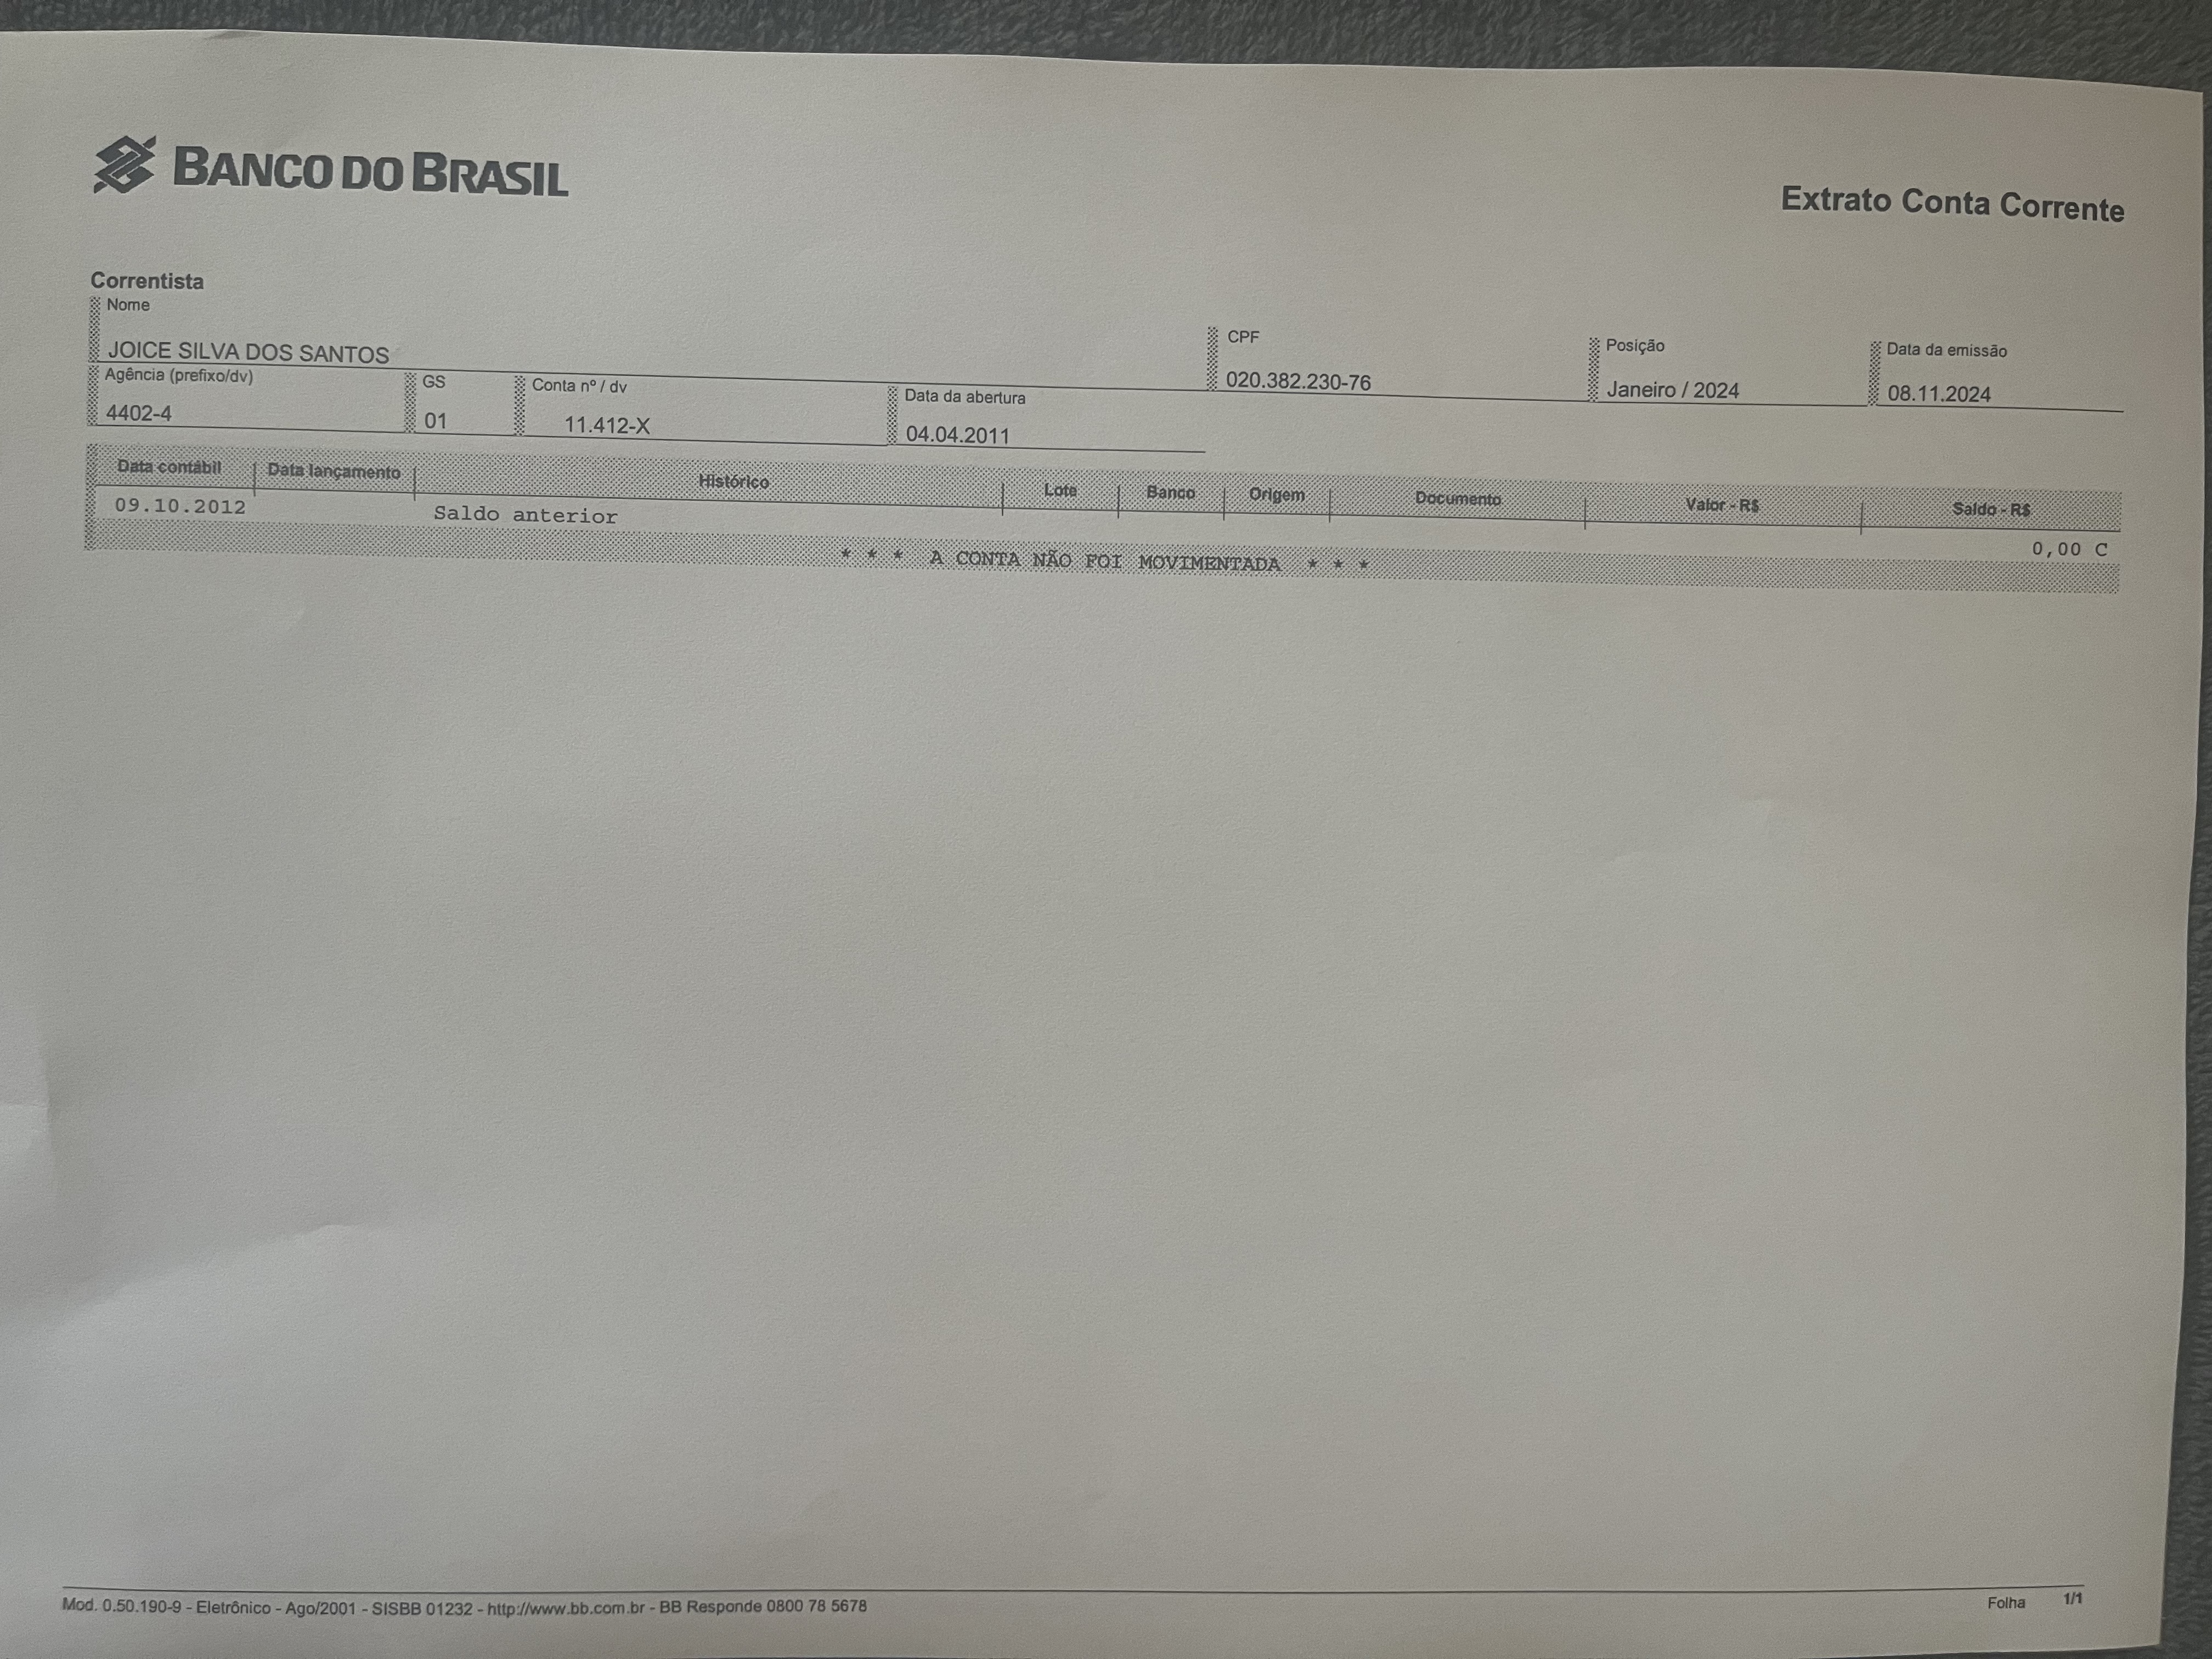 BANCO DO BRASIL
Extrato Conta Corrente
Correntista
Nome
JOICE SILVA DOS SANTOS
CPF
020.382.230-76
Posição
Janeiro / 2024
Data da emissão
08.11.2024
Agência (prefixo/dv)
4402-4
GS
01
Conta nº / dv
11.412-X
Data da abertura
04.04.2011
Data contábil Data lançamento Histórico Lote Banco Origem Documento Valor - R$ Saldo - R$
09.10.2012 Saldo anterior 0,00 C
* * * A CONTA NÃO FOI MOVIMENTADA * * *
Mod. 0.50.190-9 - Eletrônico - Ago/2001 - SISBB 01232 - http://www.bb.com.br - BB Responde 0800 78 5678
Folha 1/1